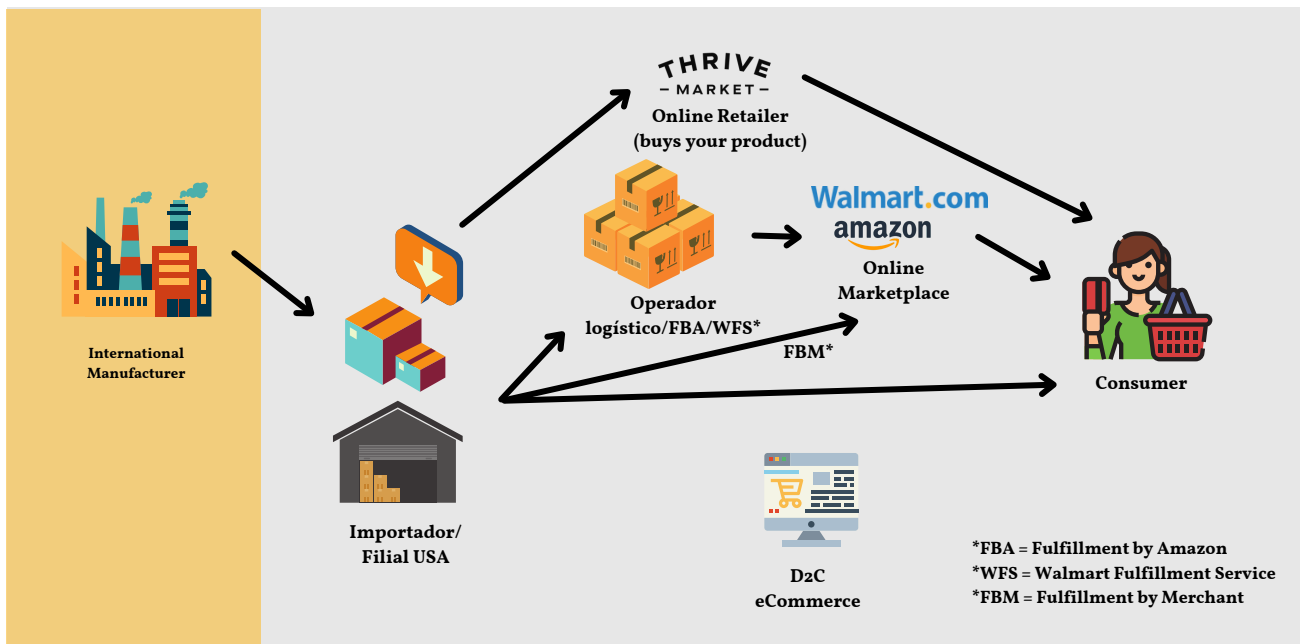 THRIVE
— MARKET —
Online Retailer
(buys your product)
Walmart.com
amazon
Online
Marketplace
Operador
logístico/FBA/WFS*
FBM*
International
Manufacturer
Consumer
Importador/
Filial USA
D2C
eCommerce
*FBA = Fulfillment by Amazon
*WFS = Walmart Fulfillment Service
*FBM = Fulfillment by Merchant